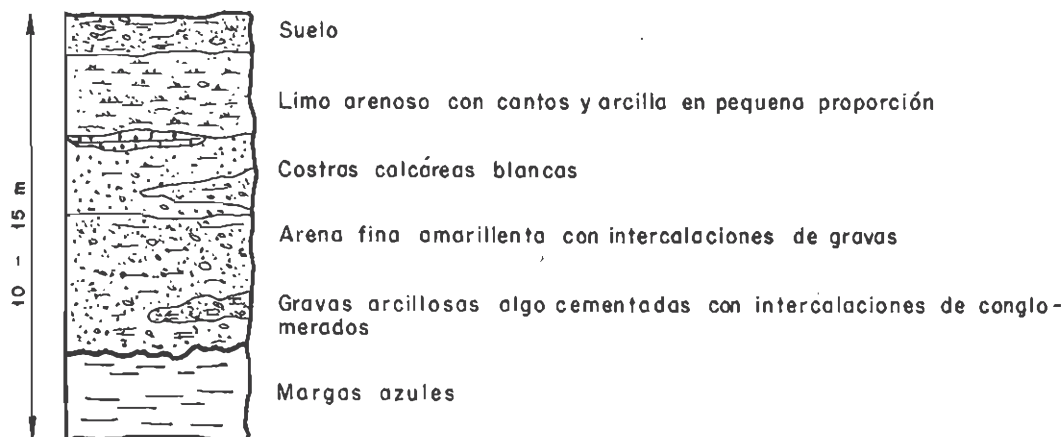 Suelo
Limo arenoso con cantos y arcilla en pequena proporción
Costras calcáreas blancas
Arena fina amarillenta con intercalaciones de gravas
Gravas arcillosas algo cementadas con intercalaciones de conglo-
merados
Margas azules
10 - 15 m